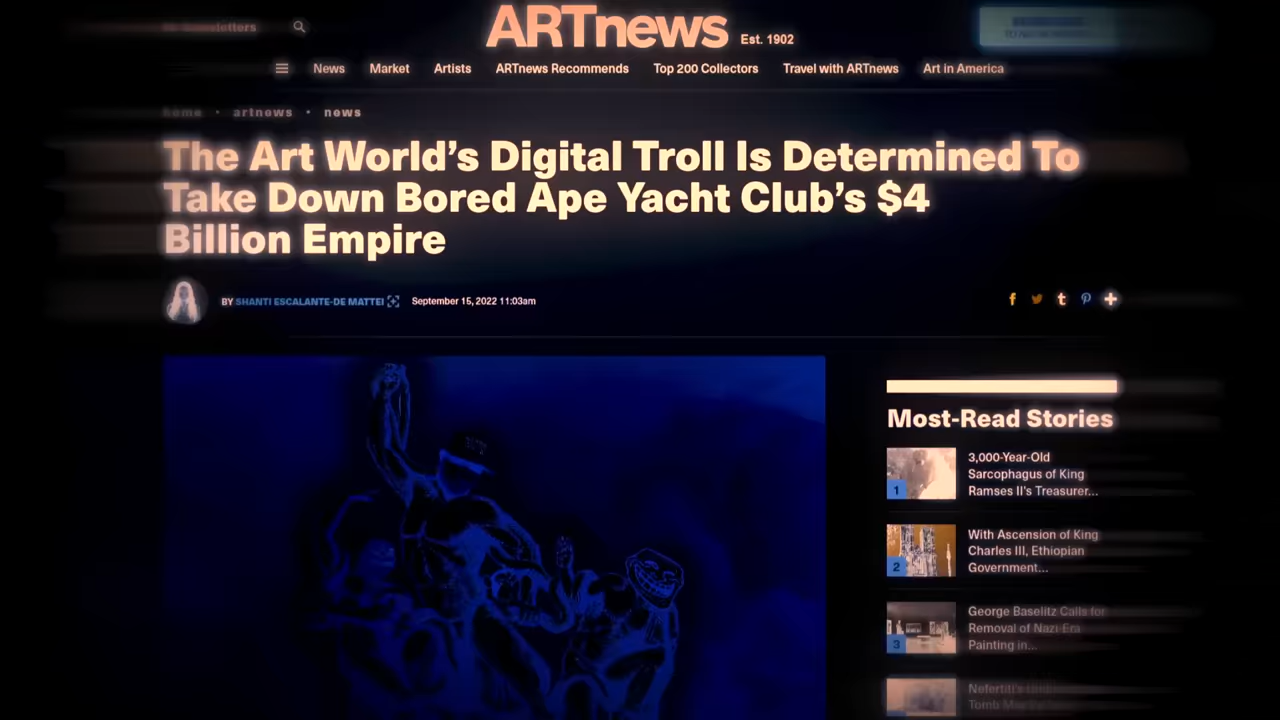 Newsletters
ARTnews
Est. 1902
News Market Artists ARTnews Recommends Top 200 Collectors Travel with ARTnews Art in America
home • artnews • news
The Art World's Digital Troll Is Determined To
Take Down Bored Ape Yacht Club's $4
Billion Empire
BY SHANTI ESCALANTE-DE MATTEI
September 15, 2022 11:03am
Most-Read Stories
1
3,000-Year-Old
Sarcophagus of King
Ramses II's Treasurer...
2
With Ascension of King
Charles III, Ethiopian
Government...
3
George Baselitz Calls for
Removal of Nazi-Era
Painting in...
Nefertiti's
Tomb